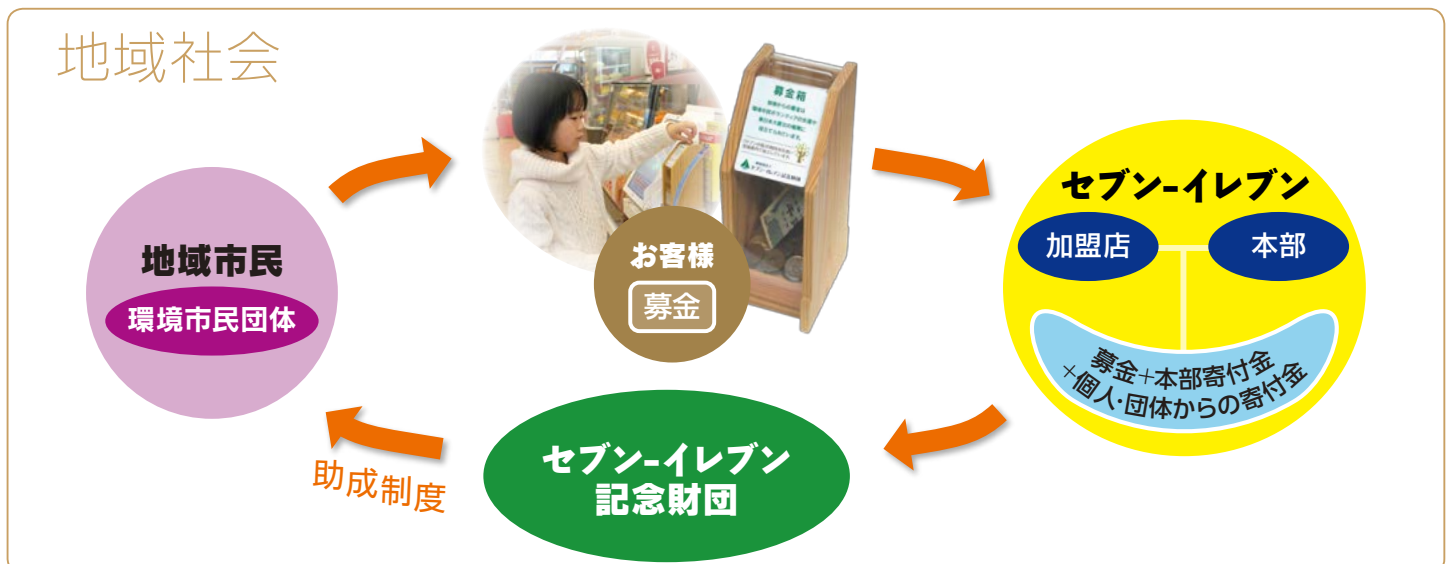 地域社会
募金箱
お客様
募金
セブン-イレブン
加盟店
本部
募金+本部寄付金
+個人・団体からの寄付金
セブン-イレブン
記念財団
助成制度
地域市民
環境市民団体